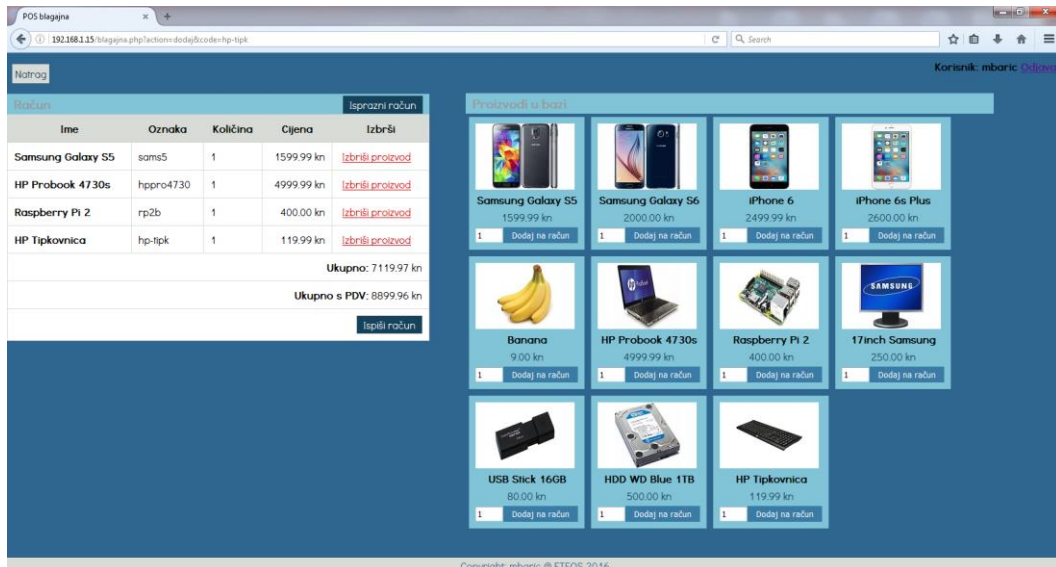 POS blagajna
192.168.1.15/blagajna.php?action=dodaj&code=hp-tipk
Search
Natrag
Korisnik: mbaric Odjava
Račun
Isprazni račun
Ime Oznaka Količina Cijena Izbrši
Samsung Galaxy S5 sams5 1 1599.99 kn Izbriši proizvod
HP Probook 4730s hppro4730 1 4999.99 kn Izbriši proizvod
Raspberry Pi 2 rp2b 1 400.00 kn Izbriši proizvod
HP Tipkovnica hp-tipk 1 119.99 kn Izbriši proizvod
Ukupno: 7119.97 kn
Ukupno s PDV: 8899.96 kn
Ispiši račun
Proizvodi u bazi
Samsung Galaxy S5 Samsung Galaxy S6 iPhone 6 iPhone 6s Plus
1599.99 kn 2000.00 kn 2499.99 kn 2600.00 kn
1 Dodaj na račun 1 Dodaj na račun 1 Dodaj na račun 1 Dodaj na račun
SAMSUNG
Banana HP Probook 4730s Raspberry Pi 2 17inch Samsung
9.00 kn 4999.99 kn 400.00 kn 250.00 kn
1 Dodaj na račun 1 Dodaj na račun 1 Dodaj na račun 1 Dodaj na račun
USB Stick 16GB HDD WD Blue 1TB HP Tipkovnica
80.00 kn 500.00 kn 119.99 kn
1 Dodaj na račun 1 Dodaj na račun 1 Dodaj na račun
Copyright: mbaric @ ETFOS 2016